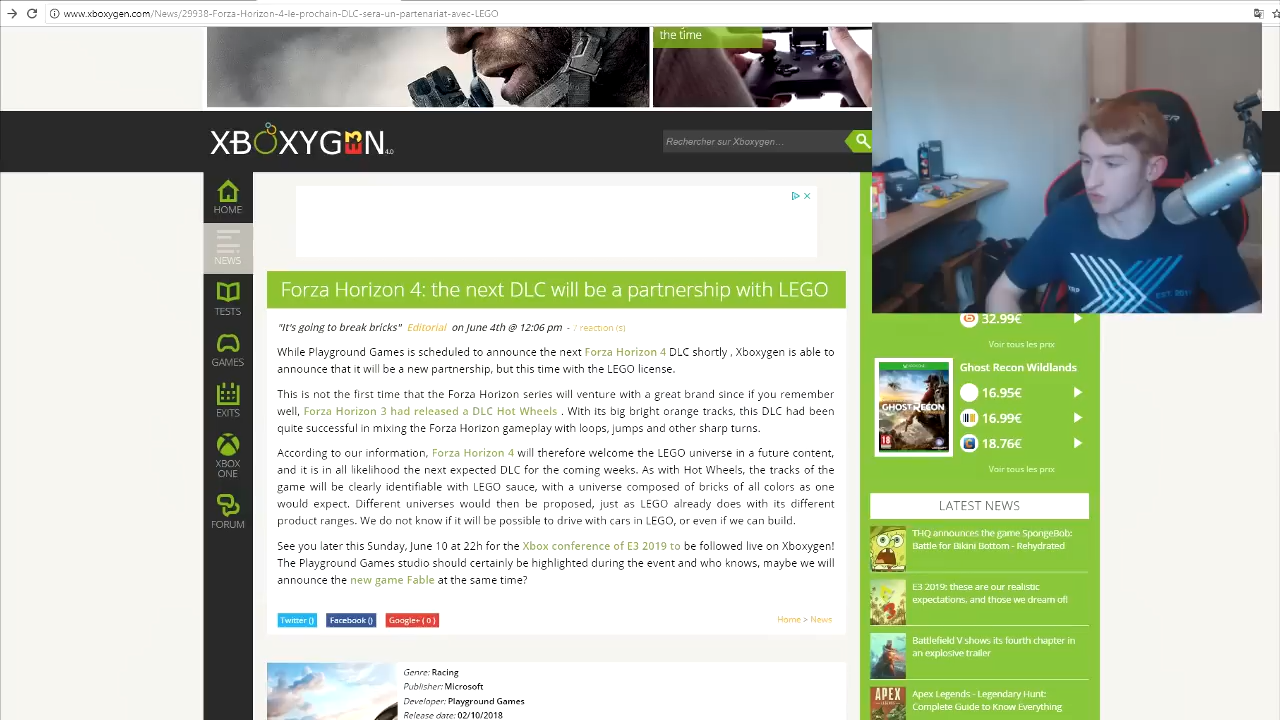 www.xboxygen.com/News/29938-Forza-Horizon-4-le-prochain-DLC-sera-un-partenariat-avec-LEGO
the time
XBOXYGEN 4.0
Rechercher sur Xboxygen...
HOME
NEWS
TESTS
GAMES
EXITS
XBOX
ONE
FORUM
Forza Horizon 4: the next DLC will be a partnership with LEGO
"It's going to break bricks" Editorial on June 4th @ 12:06 pm - / reaction (s)
While Playground Games is scheduled to announce the next Forza Horizon 4 DLC shortly , Xboxygen is able to
announce that it will be a new partnership, but this time with the LEGO license.
This is not the first time that the Forza Horizon series will venture with a great brand since if you remember
well, Forza Horizon 3 had released a DLC Hot Wheels . With its big bright orange tracks, this DLC had been
successful in mixing the Forza Horizon gameplay with loops, jumps and other sharp turns.
According to our information, Forza Horizon 4 will therefore welcome the LEGO universe in a future content,
and it is in all likelihood the next expected DLC for the coming weeks. As with Hot Wheels, the tracks of the
game will be clearly identifiable with LEGO sauce, with a universe composed of bricks of all colors as one
would expect. Different universes would then be proposed, just as LEGO already does with its different
product ranges. We do not know if it will be possible to drive with cars in LEGO, or even if we can build.
See you later this Sunday, June 10 at 22h for the Xbox conference of E3 2019 to be followed live on Xboxygen!
The Playground Games studio should certainly be highlighted during the event and who knows, maybe we will
announce the new game Fable at the same time?
Twitter ()
Facebook ()
Google+ ( 0 )
Home > News
Genre: Racing
Publisher: Microsoft
Developer: Playground Games
Release date: 02/10/2018
32.99€
Voir tous les prix
GHOST RECON
Ghost Recon Wildlands
16.95€
16.99€
18.76€
Voir tous les prix
LATEST NEWS
THQ announces the game SpongeBob:
Battle for Bikini Bottom - Rehydrated
E3 2019: these are our realistic
expectations, and those we dream of!
Battlefield V shows its fourth chapter in
an explosive trailer
APEX
Apex Legends - Legendary Hunt:
Complete Guide to Know Everything